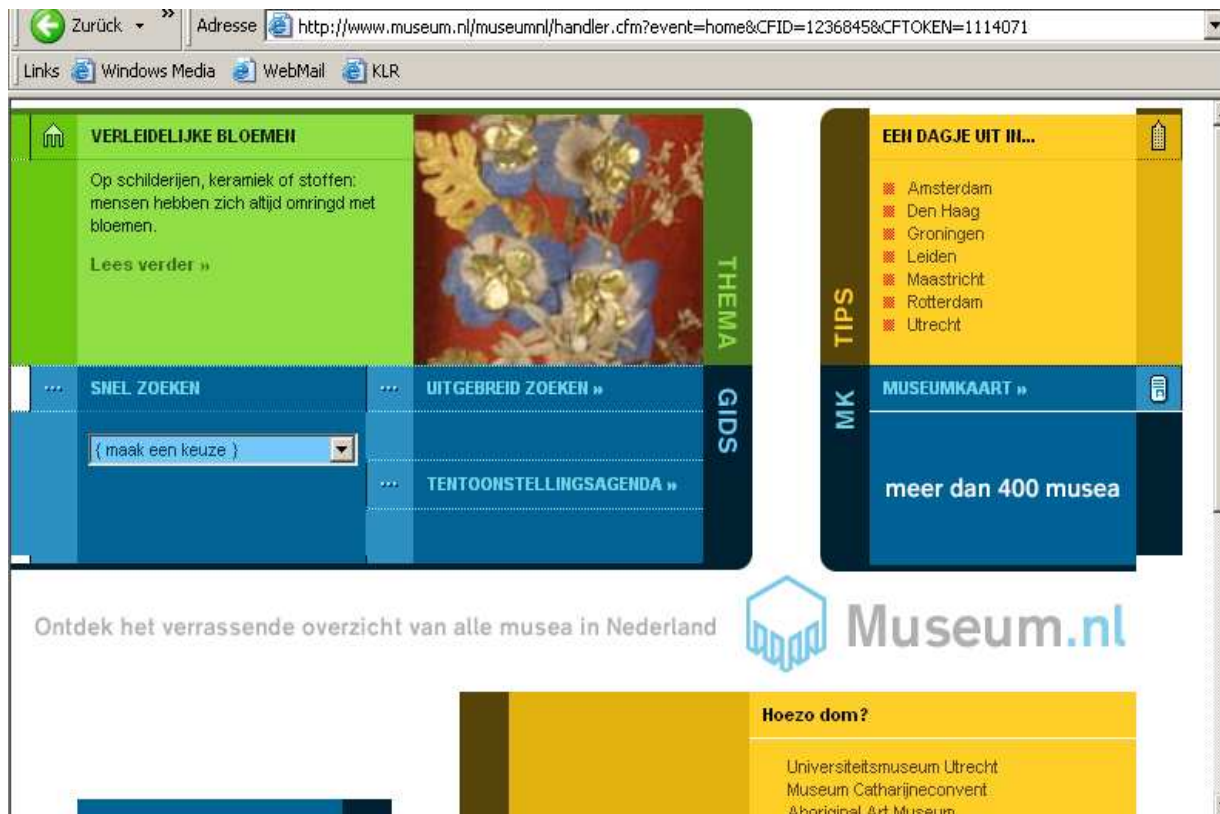 Zurück
Adresse http://www.museum.nl/museumnl/handler.cfm?event=home&CFID=1236845&CFTOKEN=1114071
Links Windows Media WebMail KLR
VERLEIDELIJKE BLOEMEN
Op schilderijen, keramiek of stoffen:
mensen hebben zich altijd omringd met
bloemen.
Lees verder »
THEMA
SNEL ZOEKEN
( maak een keuze )
UITGEBREID ZOEKEN »
TENTOONSTELLINGSAGENDA »
GIDS
TIPS
EEN DAGJE UIT IN...
Amsterdam
Den Haag
Groningen
Leiden
Maastricht
Rotterdam
Utrecht
MK
MUSEUMKAART »
meer dan 400 musea
Ontdek het verrassende overzicht van alle musea in Nederland
Museum.nl
Hoezo dom?
Universiteitsmuseum Utrecht
Museum Catharijneconvent
Aboriginal Art Museum